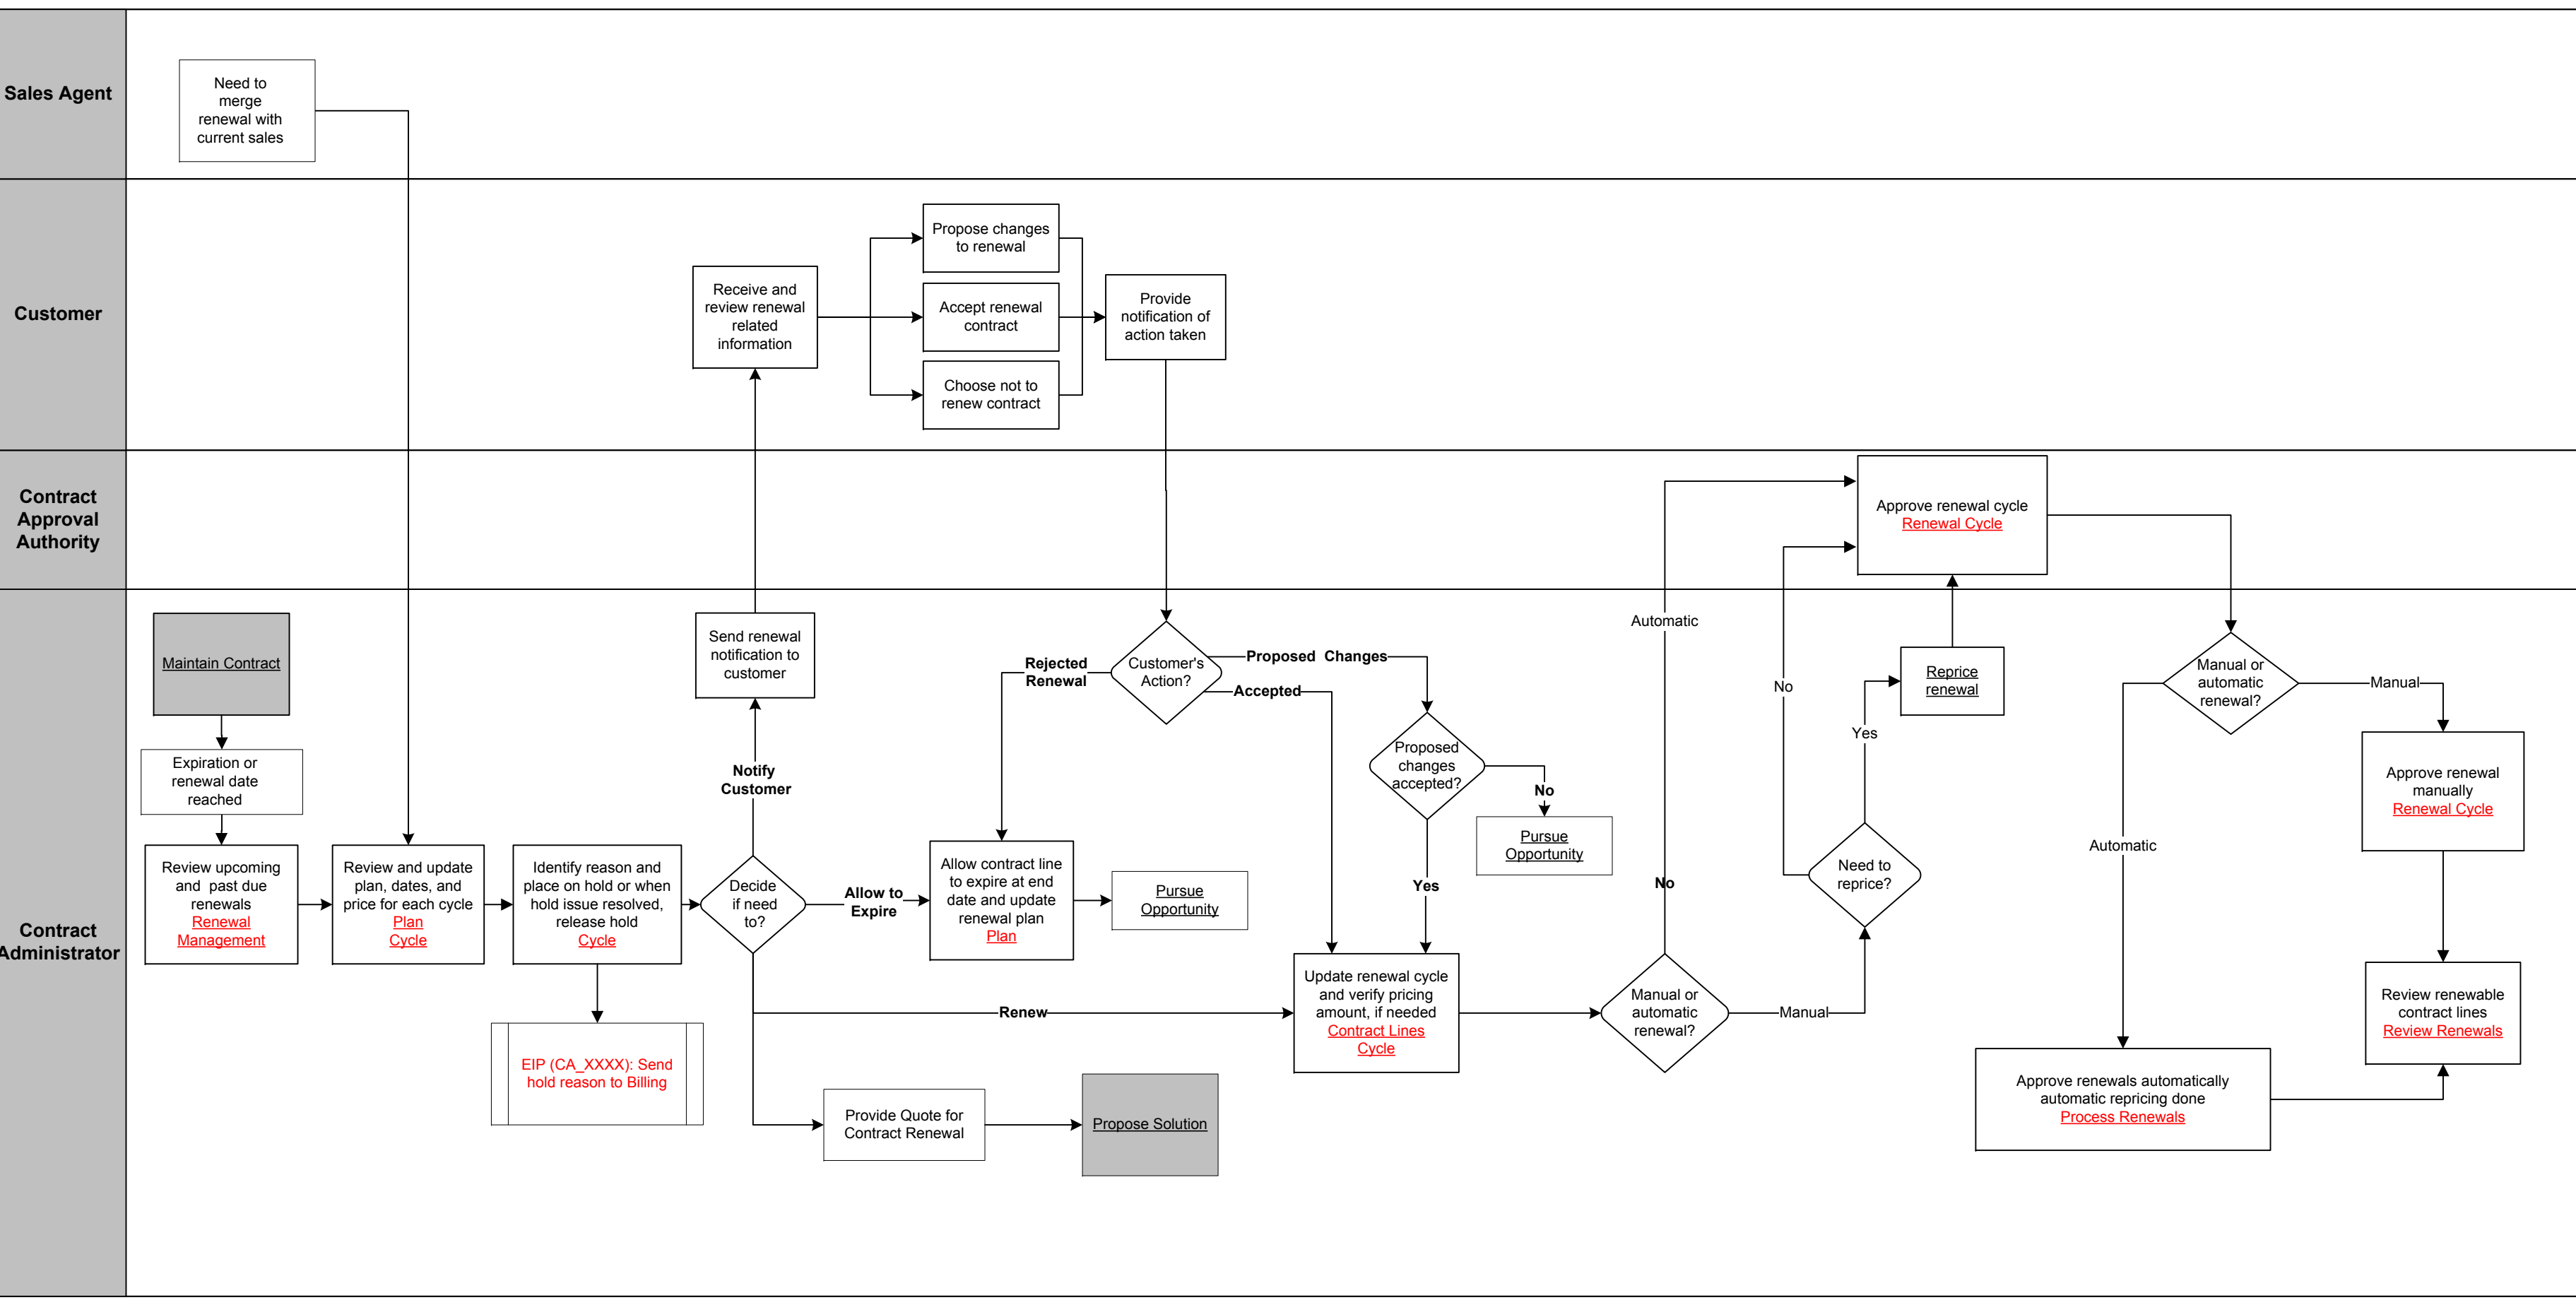 Sales Agent
Need to
merge
renewal with
current sales
Customer
Receive and
review renewal
related
information
Propose changes
to renewal
Accept renewal
contract
Choose not to
renew contract
Provide
notification of
action taken
Contract
Approval
Authority
Approve renewal cycle
Renewal Cycle
Contract
Administrator
Maintain Contract
Expiration or
renewal date
reached
Review upcoming
and past due
renewals
Renewal
Management
Review and update
plan, dates, and
price for each cycle
Plan
Cycle
Identify reason and
place on hold or when
hold issue resolved,
release hold
Cycle
EIP (CA_XXXX): Send
hold reason to Billing
Decide
if need
to?
Notify
Customer
Send renewal
notification to
customer
Allow to
Expire
Allow contract line
to expire at end
date and update
renewal plan
Plan
Pursue
Opportunity
Renew
Provide Quote for
Contract Renewal
Propose Solution
Customer's
Action?
Rejected
Renewal
Proposed Changes
Accepted
Proposed
changes
accepted?
No
Pursue
Opportunity
Yes
Update renewal cycle
and verify pricing
amount, if needed
Contract Lines
Cycle
Manual or
automatic
renewal?
Automatic
No
Manual
Need to
reprice?
No
Yes
Reprice
renewal
Manual or
automatic
renewal?
Manual
Automatic
Approve renewal
manually
Renewal Cycle
Review renewable
contract lines
Review Renewals
Approve renewals automatically
automatic repricing done
Process Renewals